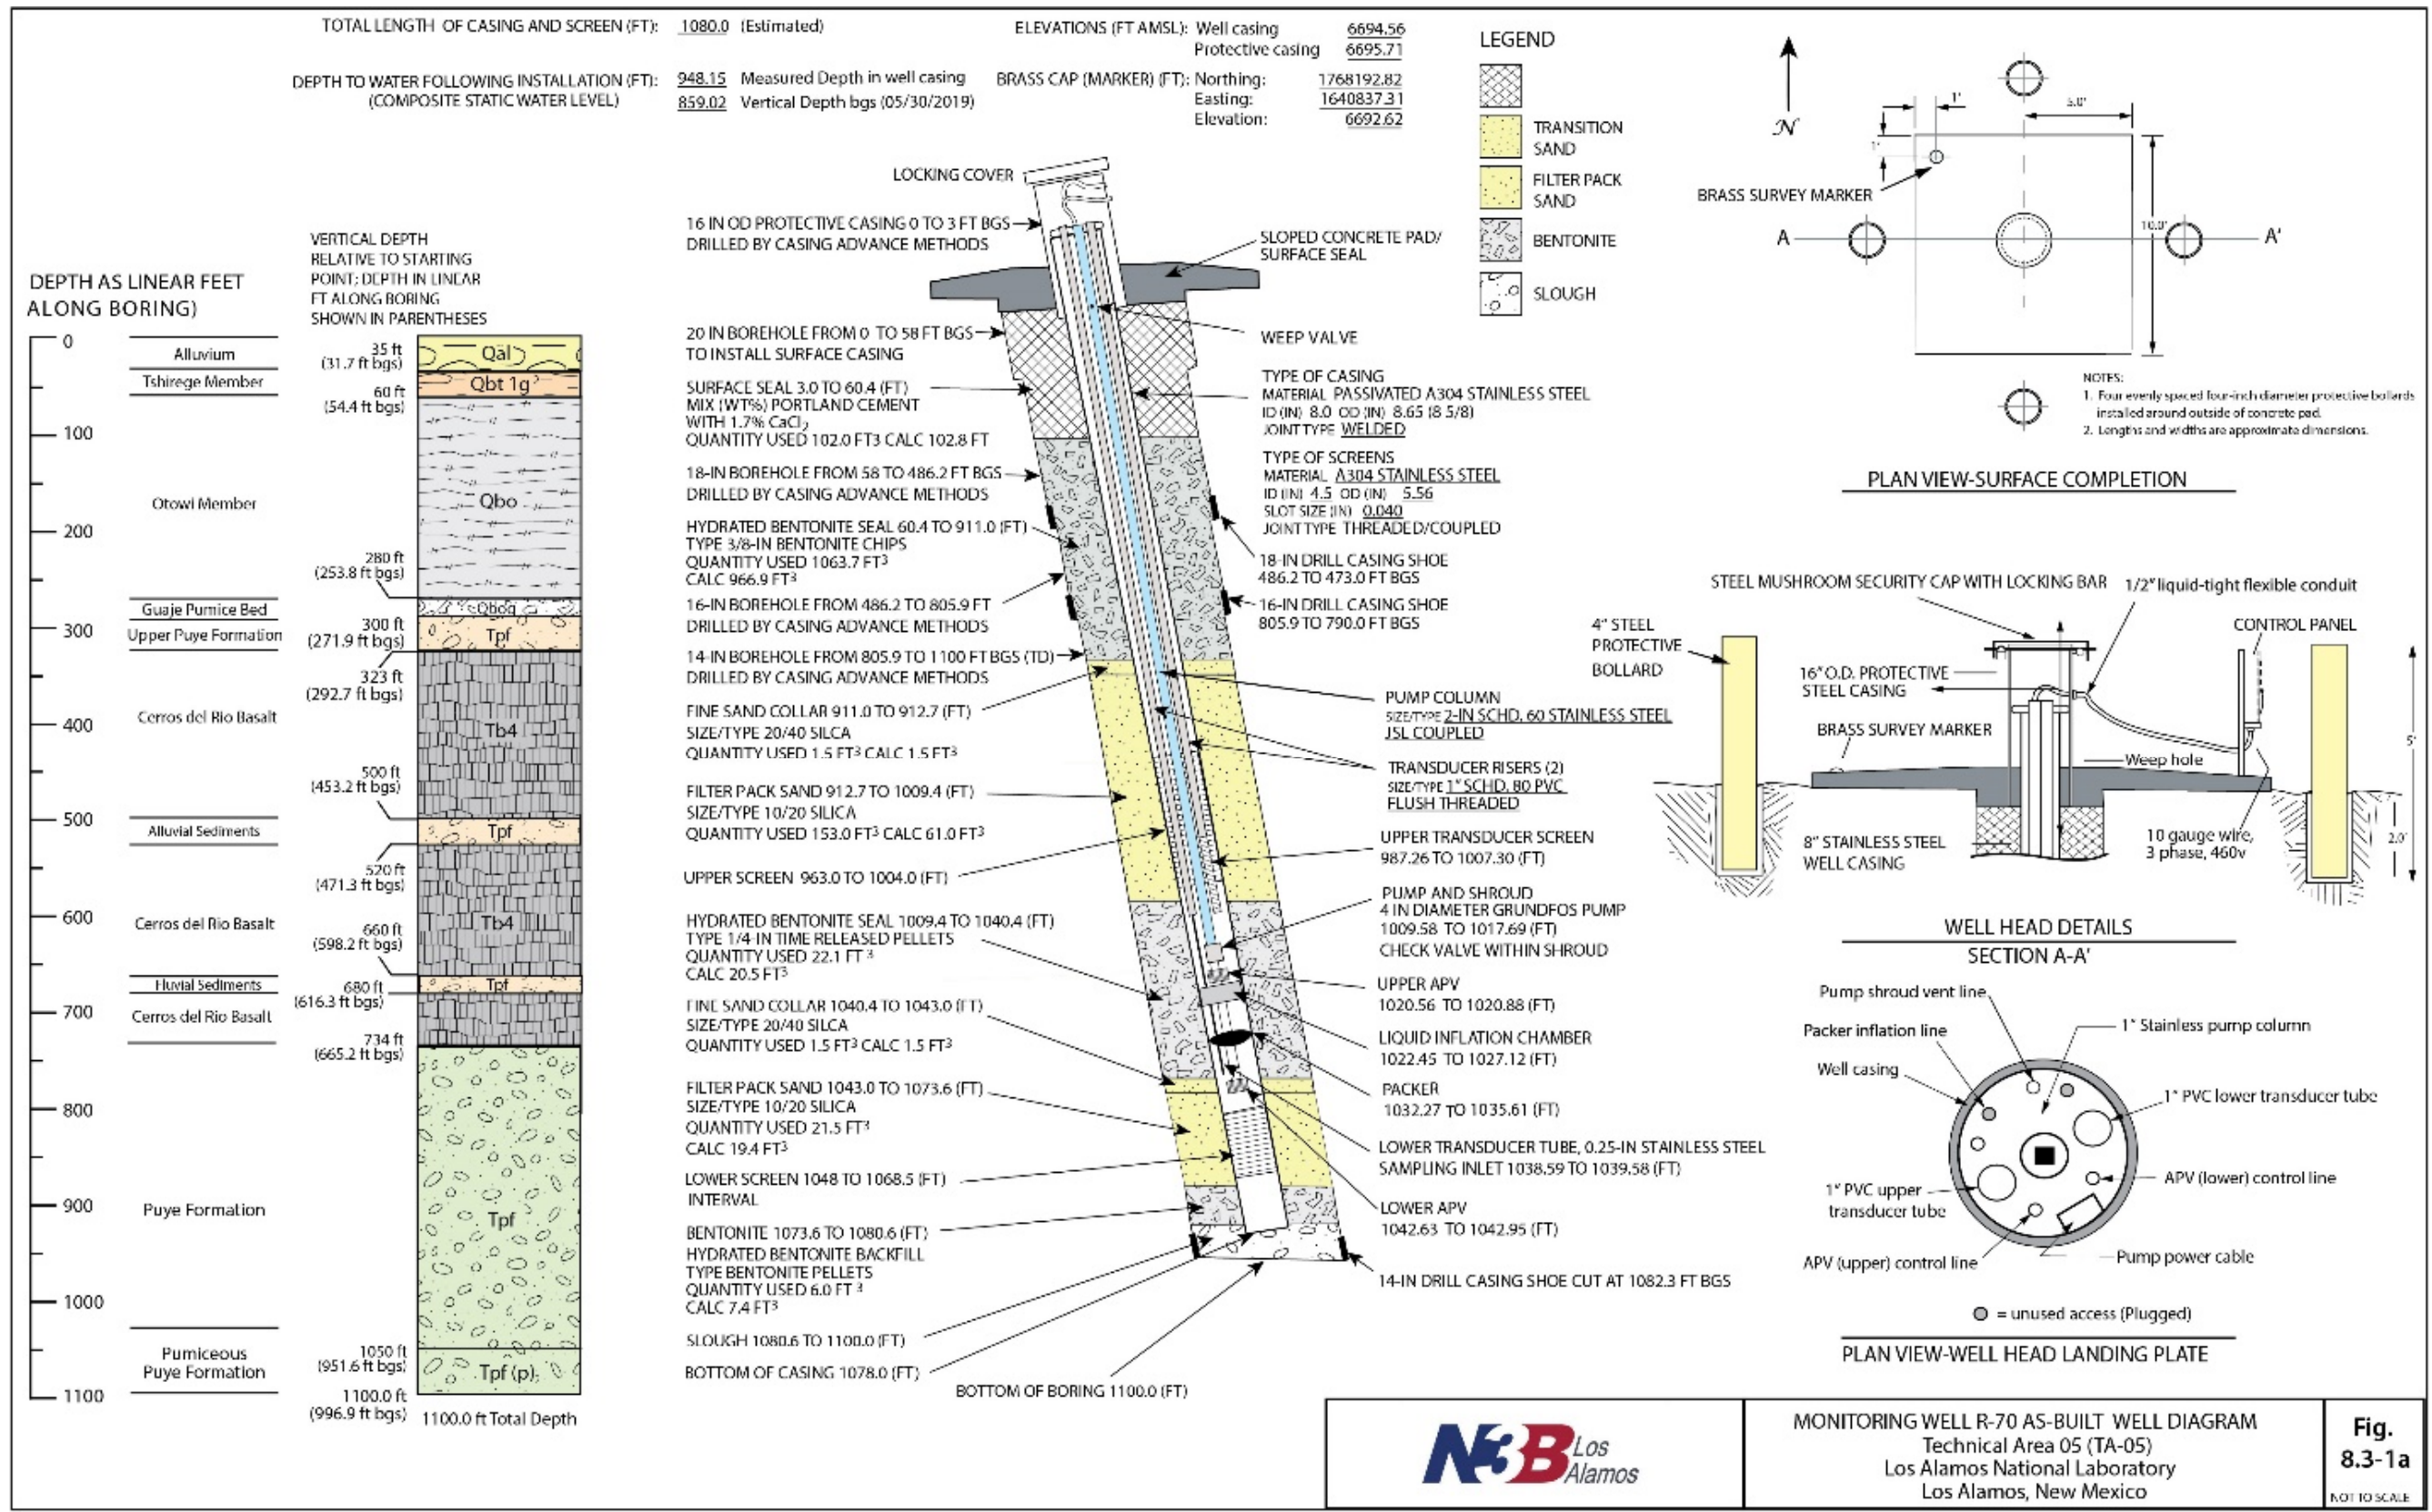 TOTAL LENGTH OF CASING AND SCREEN (FT): 1080.0 (Estimated)
DEPTH TO WATER FOLLOWING INSTALLATION (FT): 948.15 Measured Depth in well casing
(COMPOSITE STATIC WATER LEVEL) 859.02 Vertical Depth bgs (05/30/2019)
ELEVATIONS (FT AMSL): Well casing 6694.56
Protective casing 6695.71
BRASS CAP (MARKER) (FT): Northing: 1768192.82
Easting: 1640837.31
Elevation: 6692.62
LEGEND
TRANSITION
SAND
FILTER PACK
SAND
BENTONITE
SLOUGH
DEPTH AS LINEAR FEET
ALONG BORING)
0
100
200
300
400
500
600
700
800
900
1000
1100
Alluvium
Tshirege Member
Otowi Member
Guaje Pumice Bed
Upper Puye Formation
Cerros del Rio Basalt
Alluvial Sediments
Cerros del Rio Basalt
Fluvial Sediments
Cerros del Rio Basalt
Puye Formation
Pumiceous
Puye Formation
VERTICAL DEPTH
RELATIVE TO STARTING
POINT; DEPTH IN LINEAR
FT ALONG BORING
SHOWN IN PARENTHESES
35 ft
(31.7 ft bgs)
60 ft
(54.4 ft bgs)
280 ft
(253.8 ft bgs)
300 ft
(271.9 ft bgs)
323 ft
(292.7 ft bgs)
500 ft
(453.2 ft bgs)
520 ft
(471.3 ft bgs)
660 ft
(598.2 ft bgs)
680 ft
(616.3 ft bgs)
734 ft
(665.2 ft bgs)
1050 ft
(951.6 ft bgs)
1100.0 ft
(996.9 ft bgs)
Qal
Qbt 1g
Qbo
Qbog
Tpf
Tb4
Tpf
Tb4
Tpf
Tpf
Tpf (p)
1100.0 ft Total Depth
LOCKING COVER
16 IN OD PROTECTIVE CASING 0 TO 3 FT BGS
DRILLED BY CASING ADVANCE METHODS
20 IN BOREHOLE FROM 0 TO 58 FT BGS
TO INSTALL SURFACE CASING
SURFACE SEAL 3.0 TO 60.4 (FT)
MIX (WT%) PORTLAND CEMENT
WITH 1.7% CaCl2
QUANTITY USED 102.0 FT3 CALC 102.8 FT
18-IN BOREHOLE FROM 58 TO 486.2 FT BGS
DRILLED BY CASING ADVANCE METHODS
HYDRATED BENTONITE SEAL 60.4 TO 911.0 (FT)
TYPE 3/8-IN BENTONITE CHIPS
QUANTITY USED 1063.7 FT3
CALC 966.9 FT3
16-IN BOREHOLE FROM 486.2 TO 805.9 FT
DRILLED BY CASING ADVANCE METHODS
14-IN BOREHOLE FROM 805.9 TO 1100 FT BGS (TD)
DRILLED BY CASING ADVANCE METHODS
FINE SAND COLLAR 911.0 TO 912.7 (FT)
SIZE/TYPE 20/40 SILCA
QUANTITY USED 1.5 FT3 CALC 1.5 FT3
FILTER PACK SAND 912.7 TO 1009.4 (FT)
SIZE/TYPE 10/20 SILICA
QUANTITY USED 153.0 FT3 CALC 61.0 FT3
UPPER SCREEN 963.0 TO 1004.0 (FT)
HYDRATED BENTONITE SEAL 1009.4 TO 1040.4 (FT)
TYPE 1/4-IN TIME RELEASED PELLETS
QUANTITY USED 22.1 FT 3
CALC 20.5 FT3
FINE SAND COLLAR 1040.4 TO 1043.0 (FT)
SIZE/TYPE 20/40 SILCA
QUANTITY USED 1.5 FT3 CALC 1.5 FT3
FILTER PACK SAND 1043.0 TO 1073.6 (FT)
SIZE/TYPE 10/20 SILICA
QUANTITY USED 21.5 FT3
CALC 19.4 FT3
LOWER SCREEN 1048 TO 1068.5 (FT)
INTERVAL
BENTONITE 1073.6 TO 1080.6 (FT)
HYDRATED BENTONITE BACKFILL
TYPE BENTONITE PELLETS
QUANTITY USED 6.0 FT 3
CALC 7.4 FT3
SLOUGH 1080.6 TO 1100.0 (FT)
BOTTOM OF CASING 1078.0 (FT)
BOTTOM OF BORING 1100.0 (FT)
SLOPED CONCRETE PAD/
SURFACE SEAL
WEEP VALVE
TYPE OF CASING
MATERIAL PASSIVATED A304 STAINLESS STEEL
ID (IN) 8.0 OD (IN) 8.65 (8 5/8)
JOINT TYPE WELDED
TYPE OF SCREENS
MATERIAL A304 STAINLESS STEEL
ID (IN) 4.5 OD (IN) 5.56
SLOT SIZE (IN) 0.040
JOINT TYPE THREADED/COUPLED
18-IN DRILL CASING SHOE
486.2 TO 473.0 FT BGS
16-IN DRILL CASING SHOE
805.9 TO 790.0 FT BGS
PUMP COLUMN
SIZE/TYPE 2-IN SCHD. 60 STAINLESS STEEL
JSL COUPLED
TRANSDUCER RISERS (2)
SIZE/TYPE 1" SCHD. 80 PVC
FLUSH THREADED
UPPER TRANSDUCER SCREEN
987.26 TO 1007.30 (FT)
PUMP AND SHROUD
4 IN DIAMETER GRUNDFOS PUMP
1009.58 TO 1017.69 (FT)
CHECK VALVE WITHIN SHROUD
UPPER APV
1020.56 TO 1020.88 (FT)
LIQUID INFLATION CHAMBER
1022.45 TO 1027.12 (FT)
PACKER
1032.27 TO 1035.61 (FT)
LOWER TRANSDUCER TUBE, 0.25-IN STAINLESS STEEL
SAMPLING INLET 1038.59 TO 1039.58 (FT)
LOWER APV
1042.63 TO 1042.95 (FT)
14-IN DRILL CASING SHOE CUT AT 1082.3 FT BGS
N
1'
5.0'
1'
BRASS SURVEY MARKER
10.0'
A
A'
NOTES:
1. Four evenly spaced four-inch diameter protective bollards
installed around outside of concrete pad.
2. Lengths and widths are approximate dimensions.
PLAN VIEW-SURFACE COMPLETION
STEEL MUSHROOM SECURITY CAP WITH LOCKING BAR
1/2" liquid-tight flexible conduit
4" STEEL
PROTECTIVE
BOLLARD
CONTROL PANEL
16" O.D. PROTECTIVE
STEEL CASING
BRASS SURVEY MARKER
Weep hole
5'
8" STAINLESS STEEL
WELL CASING
10 gauge wire,
3 phase, 460v
2.0'
WELL HEAD DETAILS
SECTION A-A'
Pump shroud vent line
Packer inflation line
1" Stainless pump column
Well casing
1" PVC lower transducer tube
1" PVC upper
transducer tube
APV (lower) control line
APV (upper) control line
Pump power cable
= unused access (Plugged)
PLAN VIEW-WELL HEAD LANDING PLATE
N3B Los
Alamos
MONITORING WELL R-70 AS-BUILT WELL DIAGRAM
Technical Area 05 (TA-05)
Los Alamos National Laboratory
Los Alamos, New Mexico
Fig.
8.3-1a
NOT TO SCALE